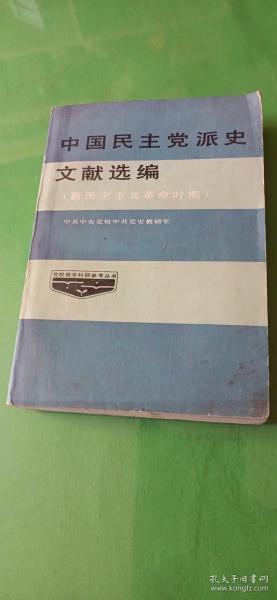 中国民主党派史
文献选编
(新民主主义革命时期)
中共中央党校中共党史教研室
党校教学科研参考丛书
孔夫子旧书网
www.kongfz.com